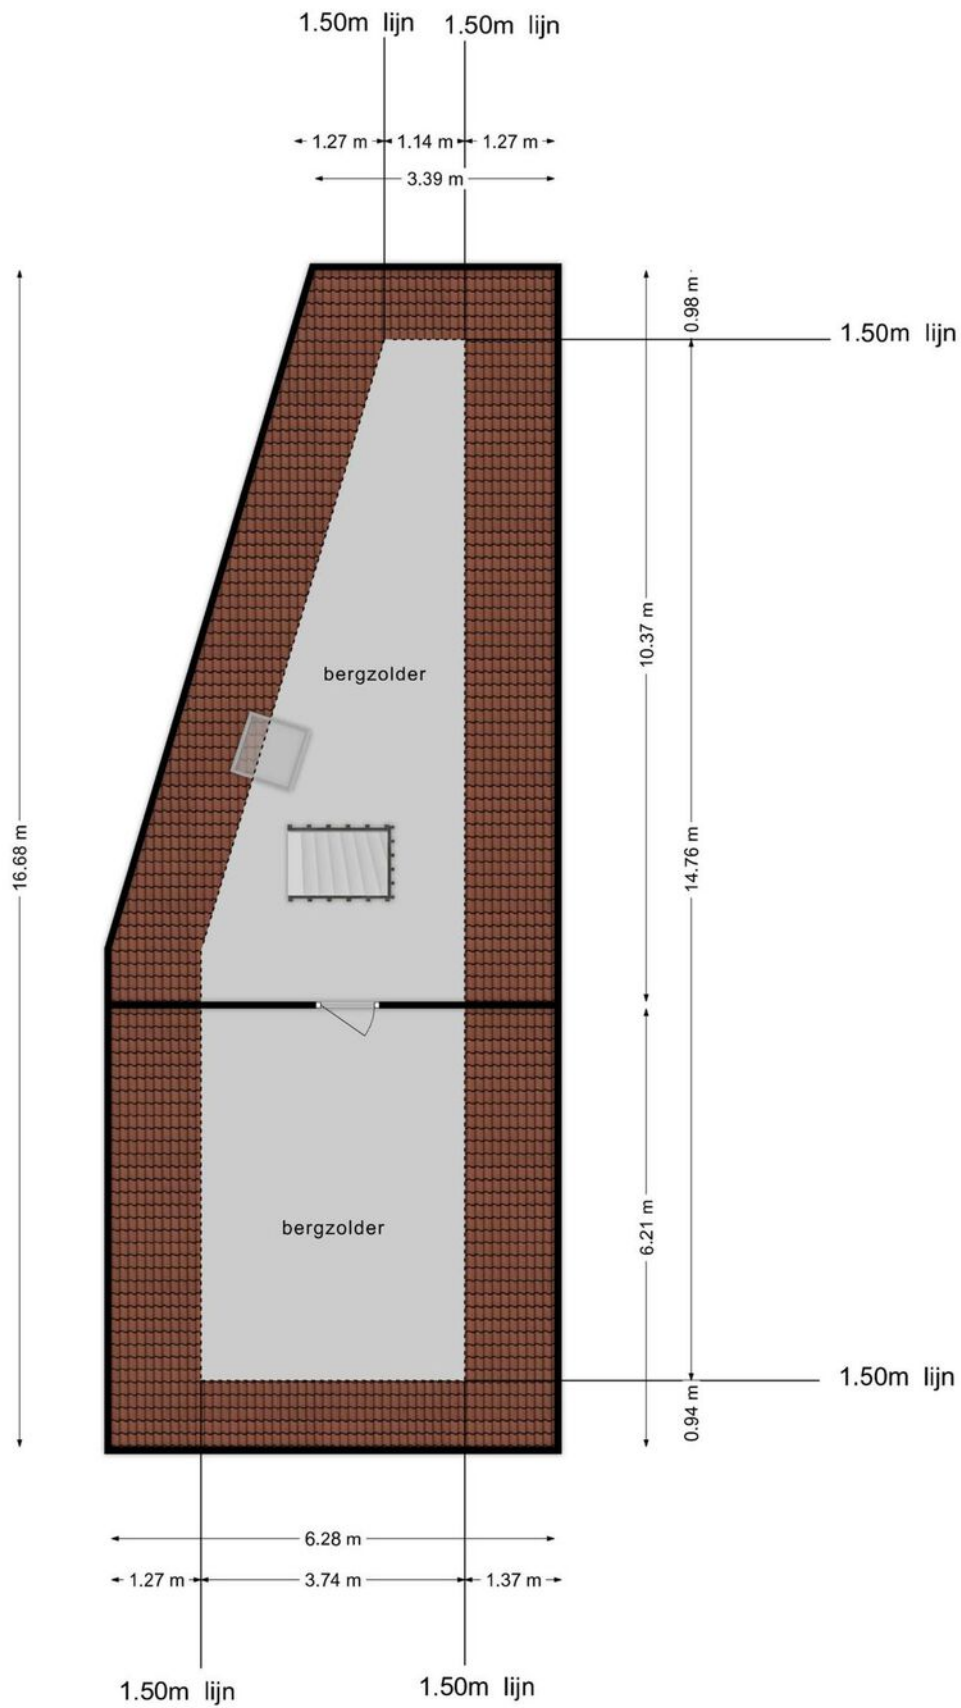 1.50m lijn
1.50m lijn
1.27 m
1.14 m
1.27 m
3.39 m
0.98 m
1.50m lijn
10.37 m
bergzolder
16.68 m
14.76 m
6.21 m
bergzolder
1.50m lijn
0.94 m
6.28 m
1.27 m
3.74 m
1.37 m
1.50m lijn
1.50m lijn